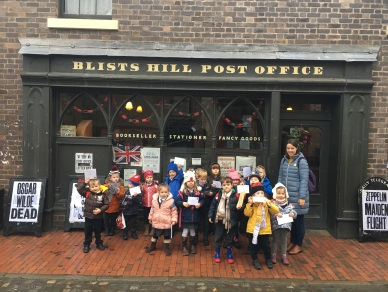 BLISTS HILL POST OFFICE
BOOKSELLER
STATIONER
FANCY GOODS
OSCAR
WILDE
DEAD
ZEPPELIN
MAIDEN
FLIGHT